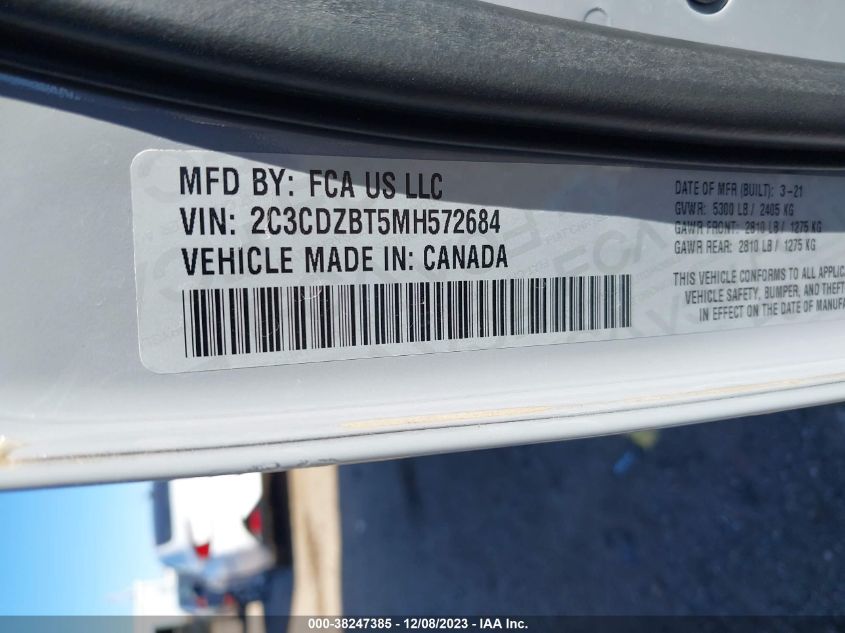 MFD BY: FCA US LLC
VIN: 2C3CDZBT5MH572684
VEHICLE MADE IN: CANADA
DATE OF MFR (BUILT): 3-21
GVWR: 5300 LB / 2405 KG
GAWR FRONT: 2810 LB / 1275 KG
GAWR REAR: 2810 LB / 1275 KG
THIS VEHICLE CONFORMS TO ALL APPLIC
VEHICLE SAFETY, BUMPER, AND THEFT
IN EFFECT ON THE DATE OF MANUFA
000-38247385 - 12/08/2023 - IAA Inc.